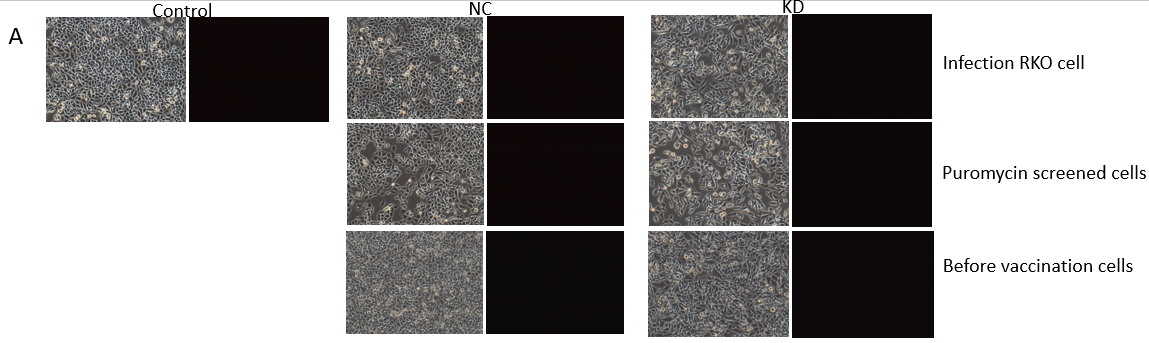 Control
NC
KD
A
Infection RKO cell
Puromycin screened cells
Before vaccination cells